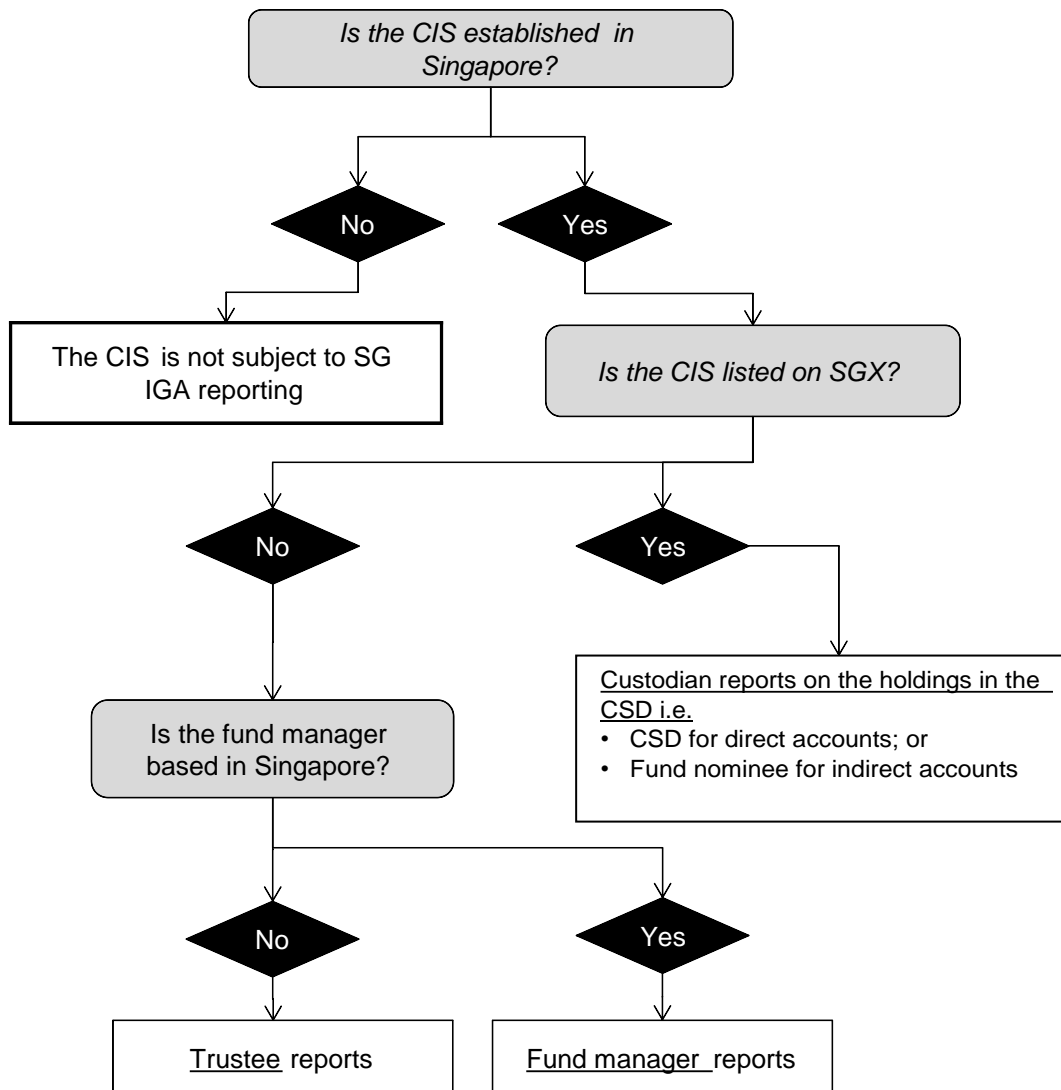 Is the CIS established in
Singapore?
No
Yes
The CIS is not subject to SG
IGA reporting
Is the CIS listed on SGX?
No
Yes
Custodian reports on the holdings in the
CSD i.e.
• CSD for direct accounts; or
• Fund nominee for indirect accounts
Is the fund manager
based in Singapore?
No
Yes
Trustee reports
Fund manager reports